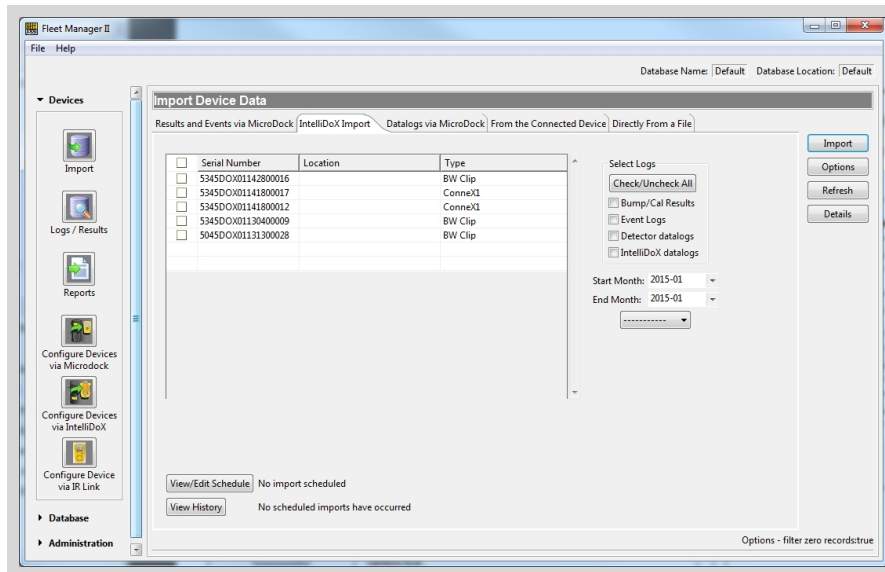 Fleet Manager II
File Help
Database Name: Default Database Location: Default
Devices
Import
Logs / Results
Reports
Configure Devices
via Microdock
Configure Devices
via IntelliDoX
Configure Device
via IR Link
Database
Administration
Import Device Data
Results and Events via MicroDock IntelliDoX Import Datalogs via MicroDock From the Connected Device Directly From a File
Serial Number Location Type
5345DOX01142800016 BW Clip
5345DOX01141800017 ConneX1
5345DOX01141800012 ConneX1
5345DOX01130400009 BW Clip
5045DOX01131300028 BW Clip
Select Logs
Check/Uncheck All
Bump/Cal Results
Event Logs
Detector datalogs
IntelliDoX datalogs
Start Month: 2015-01
End Month: 2015-01
-----------
Import
Options
Refresh
Details
View/Edit Schedule No import scheduled
View History No scheduled imports have occurred
Options - filter zero records:true